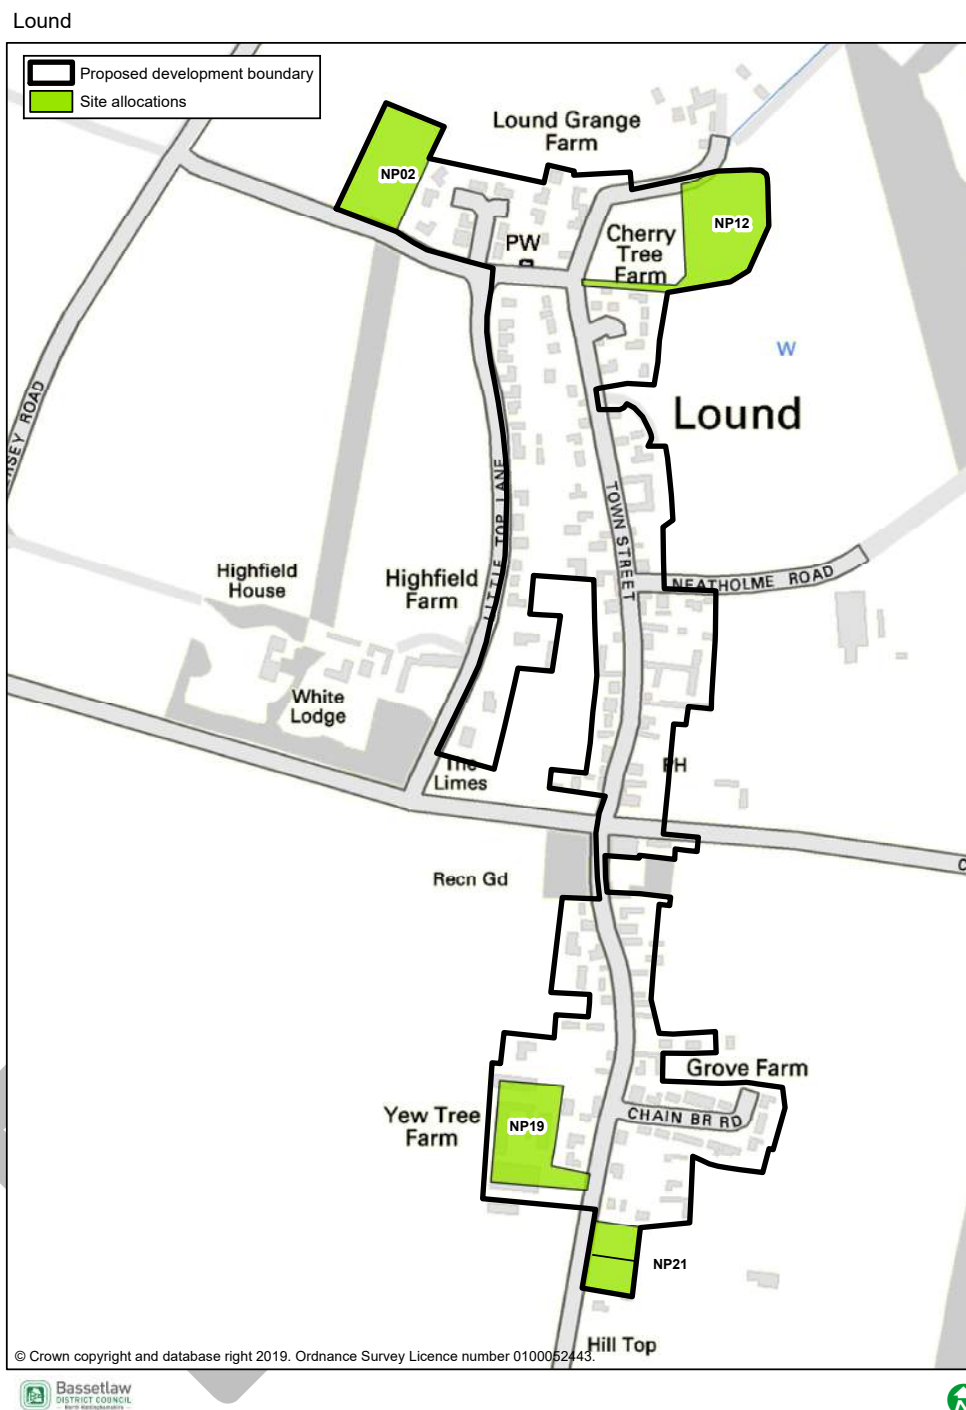 Lound
Proposed development boundary
Site allocations
Lound Grange
Farm
NP02
NP12
PW
Cherry
Tree
Farm
W
Lound
LITTLE TOP LANE
TOWN STREET
NEATHOLME ROAD
Highfield
House
Highfield
Farm
White
Lodge
The
Limes
PH
Recn Gd
Grove Farm
CHAIN BR RD
Yew Tree
Farm
NP19
NP21
Hill Top
© Crown copyright and database right 2019. Ordnance Survey Licence number 0100052443.
Bassetlaw
DISTRICT COUNCIL
North Nottinghamshire